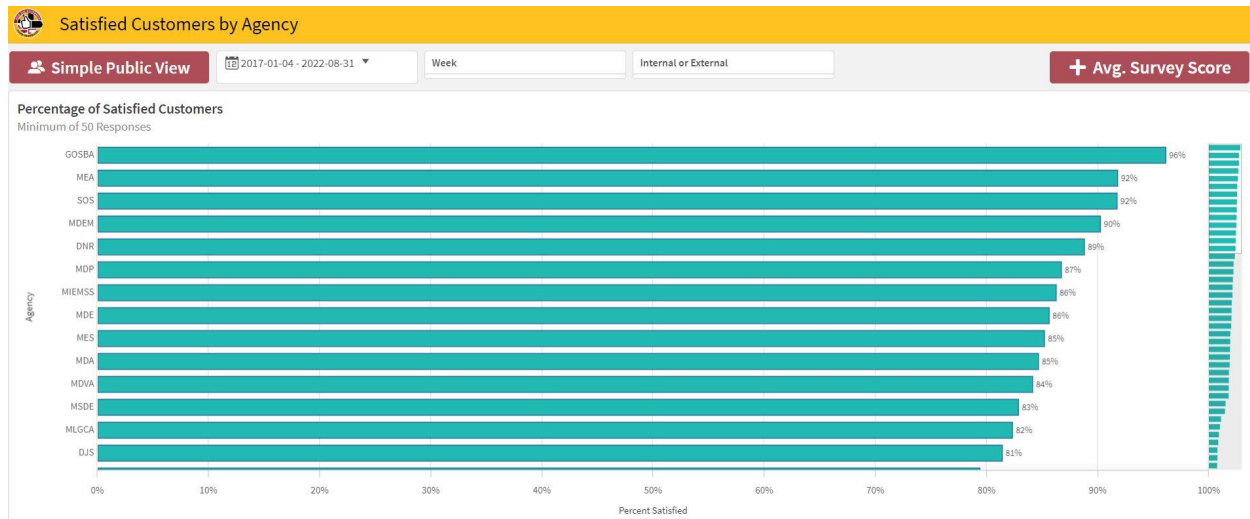 Satisfied Customers by Agency
Simple Public View
12 2017-01-04 - 2022-08-31
Week
Internal or External
+ Avg. Survey Score
Percentage of Satisfied Customers
Minimum of 50 Responses
GOSBA 96%
MEA 92%
SOS 92%
MDEM 90%
DNR 89%
MDP 87%
MIEMSS 86%
MDE 86%
MES 85%
MDA 85%
MDVA 84%
MSDE 83%
MLGCA 82%
DJS 81%
Agency
0% 10% 20% 30% 40% 50% 60% 70% 80% 90% 100%
Percent Satisfied